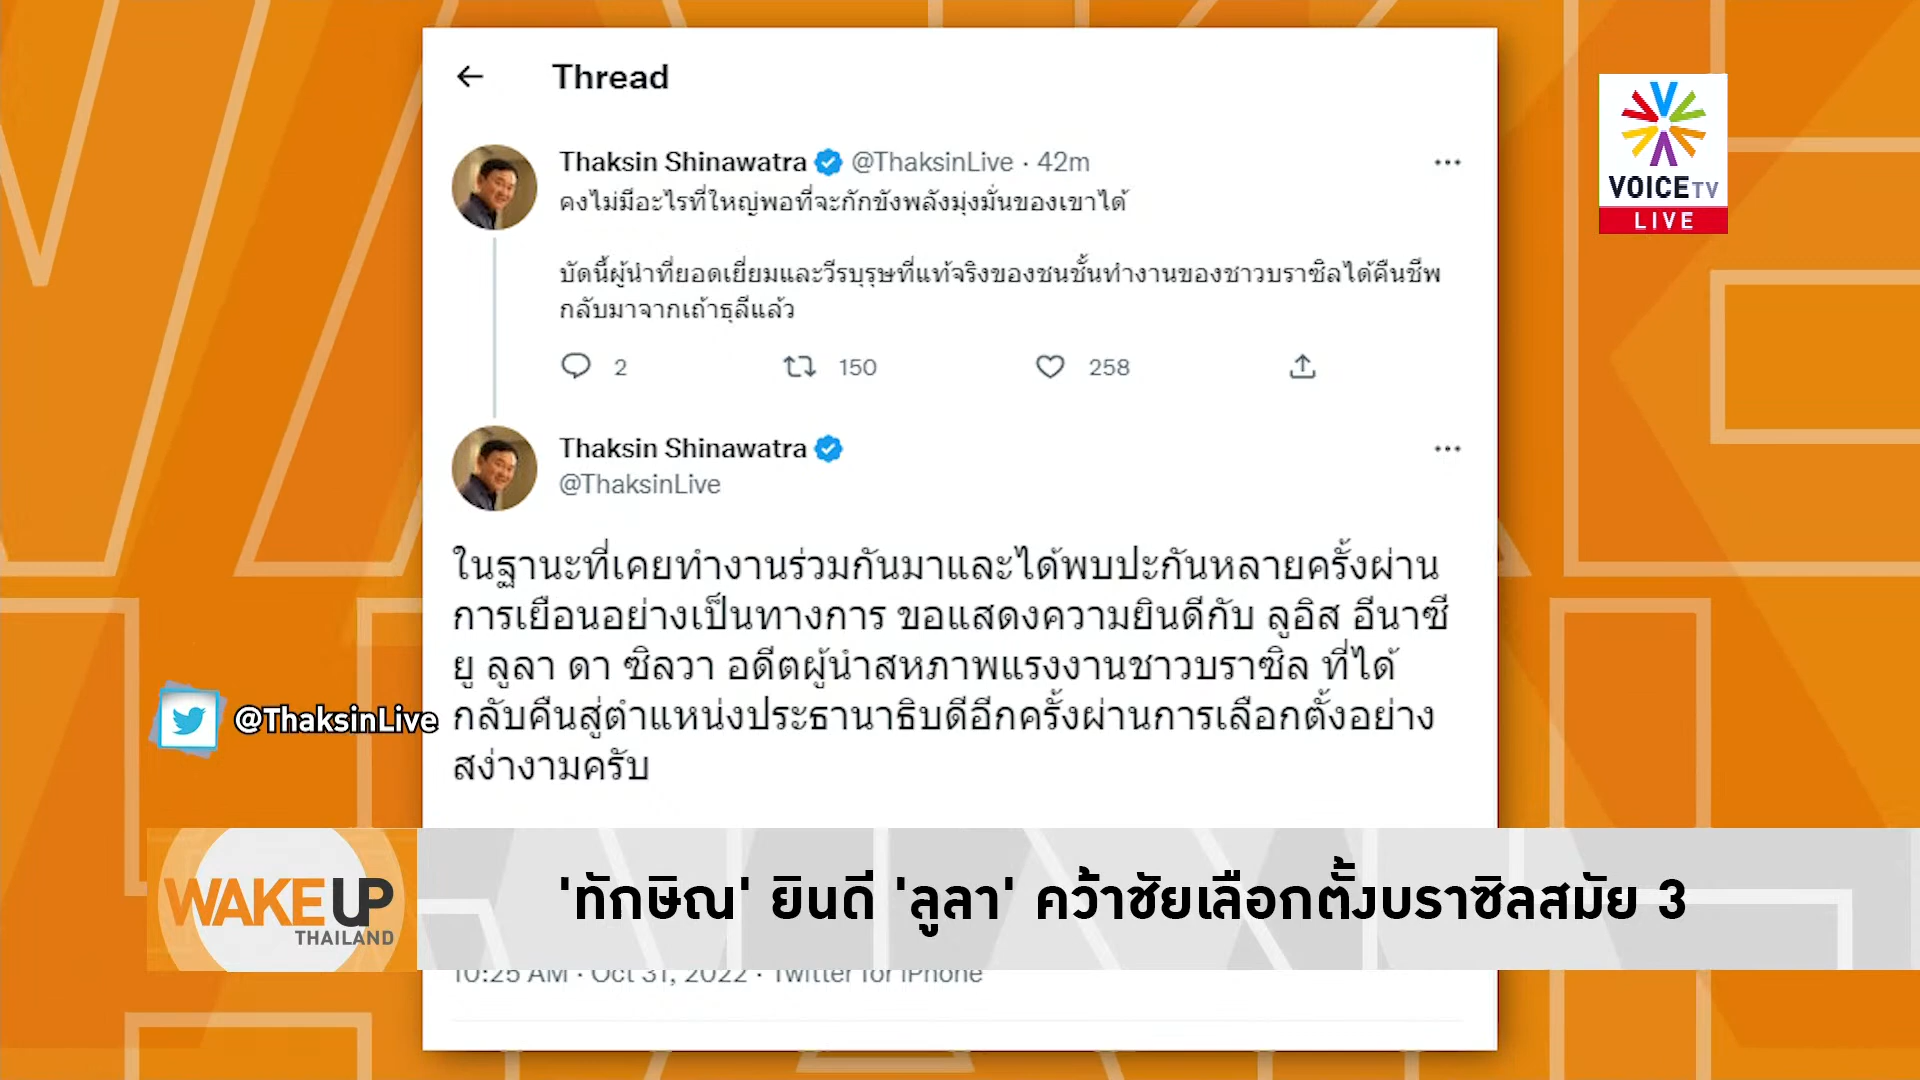 Thread
Thaksin Shinawatra @ThaksinLive · 42m
คงไม่มีอะไรที่ใหญ่พอที่จะกักขังพลังมุ่งมั่นของเขาได้
บัดนี้ผู้นำที่ยอดเยี่ยมและวีรบุรุษที่แท้จริงของชนชั้นทำงานของชาวบราซิลได้คืนชีพ
กลับมาจากเถ้าธุลีแล้ว
2 150 258
Thaksin Shinawatra
@ThaksinLive
ในฐานะที่เคยทำงานร่วมกันมาและได้พบปะกันหลายครั้งผ่าน
การเยือนอย่างเป็นทางการ ขอแสดงความยินดีกับ ลูอิส อีนาซี
ยู ลูลา ดา ซิลวา อดีตผู้นำสหภาพแรงงานชาวบราซิล ที่ได้
กลับคืนสู่ตำแหน่งประธานาธิบดีอีกครั้งผ่านการเลือกตั้งอย่าง
สง่างามครับ
10:25 AM · Oct 31, 2022 · Twitter for iPhone
@ThaksinLive
WAKE UP
THAILAND
'ทักษิณ' ยินดี 'ลูลา' คว้าชัยเลือกตั้งบราซิลสมัย 3
VOICE TV
LIVE